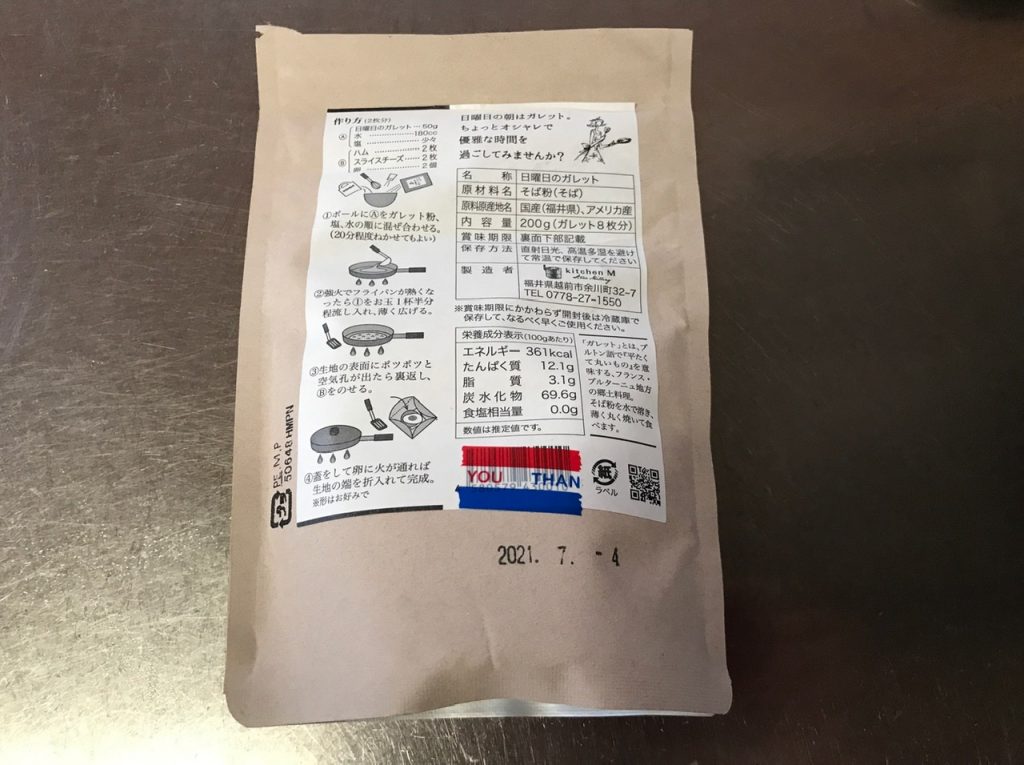 作り方(2枚分)
Ⓐ
日曜日のガレット…50g
水………………180cc
塩………………少々
Ⓑ
ハム……………2枚
スライスチーズ……2枚
卵………………2個
①ボールにⒶをガレット粉、
塩、水の順に混ぜ合わせる。
(20分程度ねかせてもよい)
②強火でフライパンが熱くな
ったら①をお玉1杯半分
程流し入れ、薄く広げる。
③生地の表面にポツポツと
空気孔が出たら裏返し、
Ⓑをのせる。
④蓋をして卵に火が通れば
生地の端を折入れて完成。
※形はお好みで
日曜日の朝はガレット。
ちょっとオシャレで
優雅な時間を
過ごしてみませんか?
名称 日曜日のガレット
原材料名 そば粉(そば)
原料原産地名 国産(福井県)、アメリカ産
内容量 200g(ガレット8枚分)
賞味期限 裏面下部記載
保存方法 直射日光、高温多湿を避け
て常温で保存してください
製造者 kitchen M
福井県越前市余川町32-7
TEL 0778-27-1550
※賞味期限にかかわらず開封後は冷蔵庫で
保存して、なるべく早くご使用ください。
栄養成分表示(100gあたり)
エネルギー 361kcal
たんぱく質 12.1g
脂質 3.1g
炭水化物 69.6g
食塩相当量 0.0g
数値は推定値です。
「ガレット」とは、ブ
ルトン語で『平たく
て丸いもの』を意
味する、フランス・
ブルターニュ地方
の郷土料理。
そば粉を水で溶き、
薄く丸く焼いて食
べます。
YOU THAN
紙
ラベル
プラ
PE, M, P
50648 HMPN
2021. 7. -4